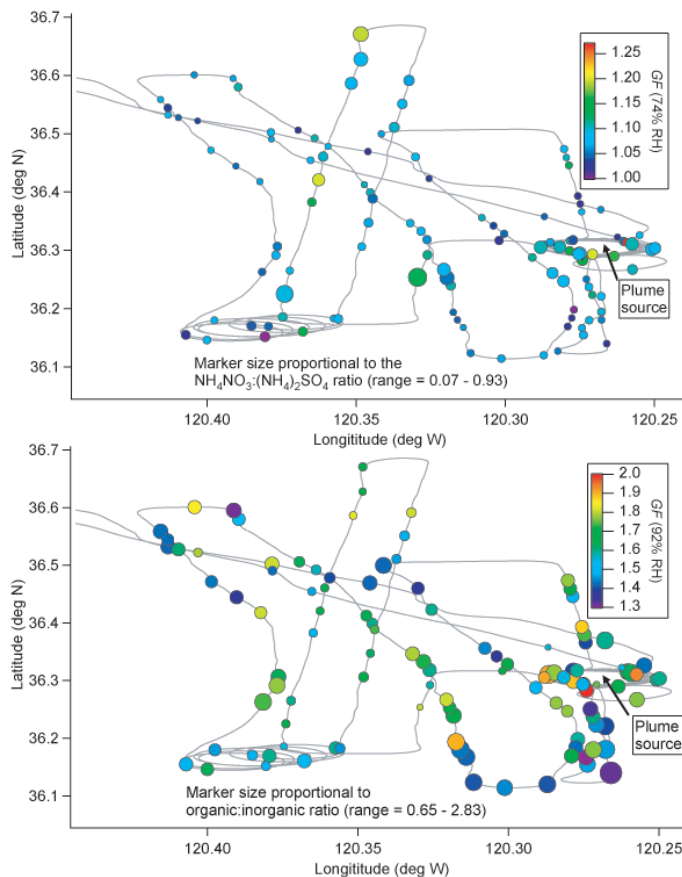 36.7
36.6
36.5
36.4
36.3
36.2
36.1
Latitude (deg N)
1.25
1.20
1.15
1.10
1.05
1.00
GF (74% RH)
Plume
source
Marker size proportional to the
NH4NO3:(NH4)2SO4 ratio (range = 0.07 - 0.93)
120.40
120.35
120.30
120.25
Longititude (deg W)
36.7
36.6
36.5
36.4
36.3
36.2
36.1
Latitude (deg N)
2.0
1.9
1.8
1.7
1.6
1.5
1.4
1.3
GF (92% RH)
Plume
source
Marker size proportional to
organic:inorganic ratio (range = 0.65 - 2.83)
120.40
120.35
120.30
120.25
Longititude (deg W)